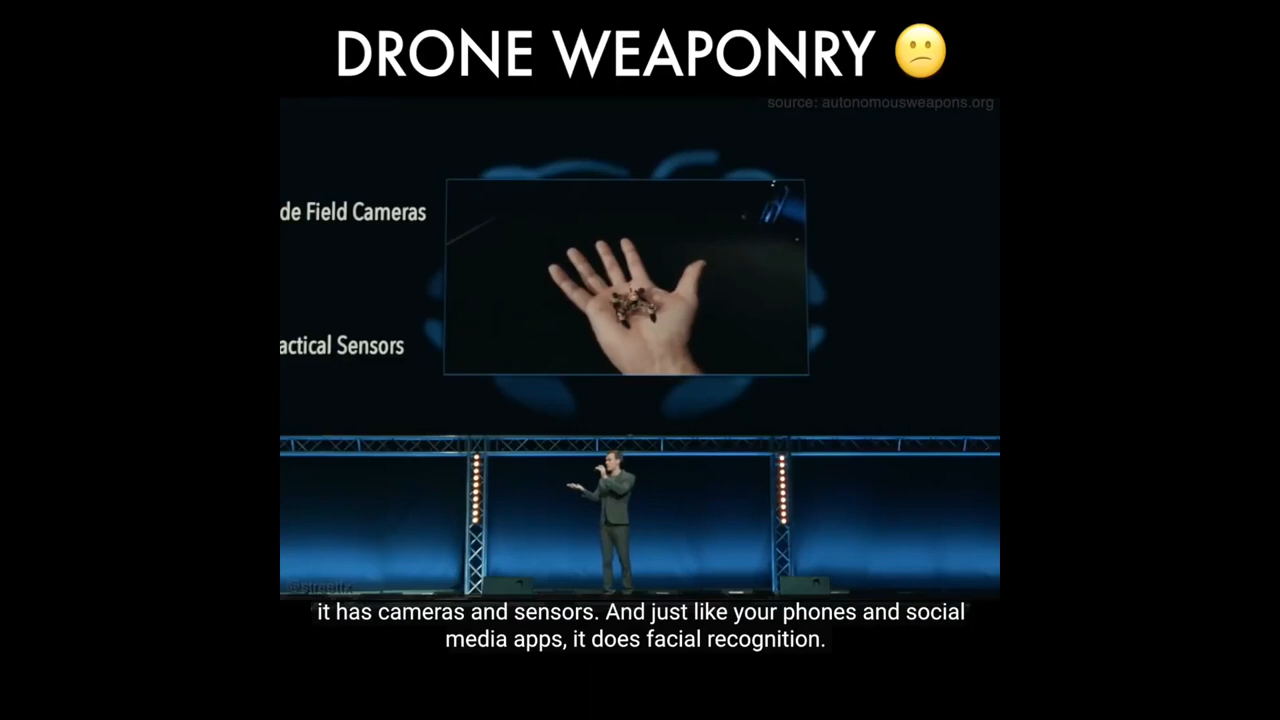 DRONE WEAPONRY 😕
source: autonomousweapons.org
de Field Cameras
actical Sensors
it has cameras and sensors. And just like your phones and social
media apps, it does facial recognition.